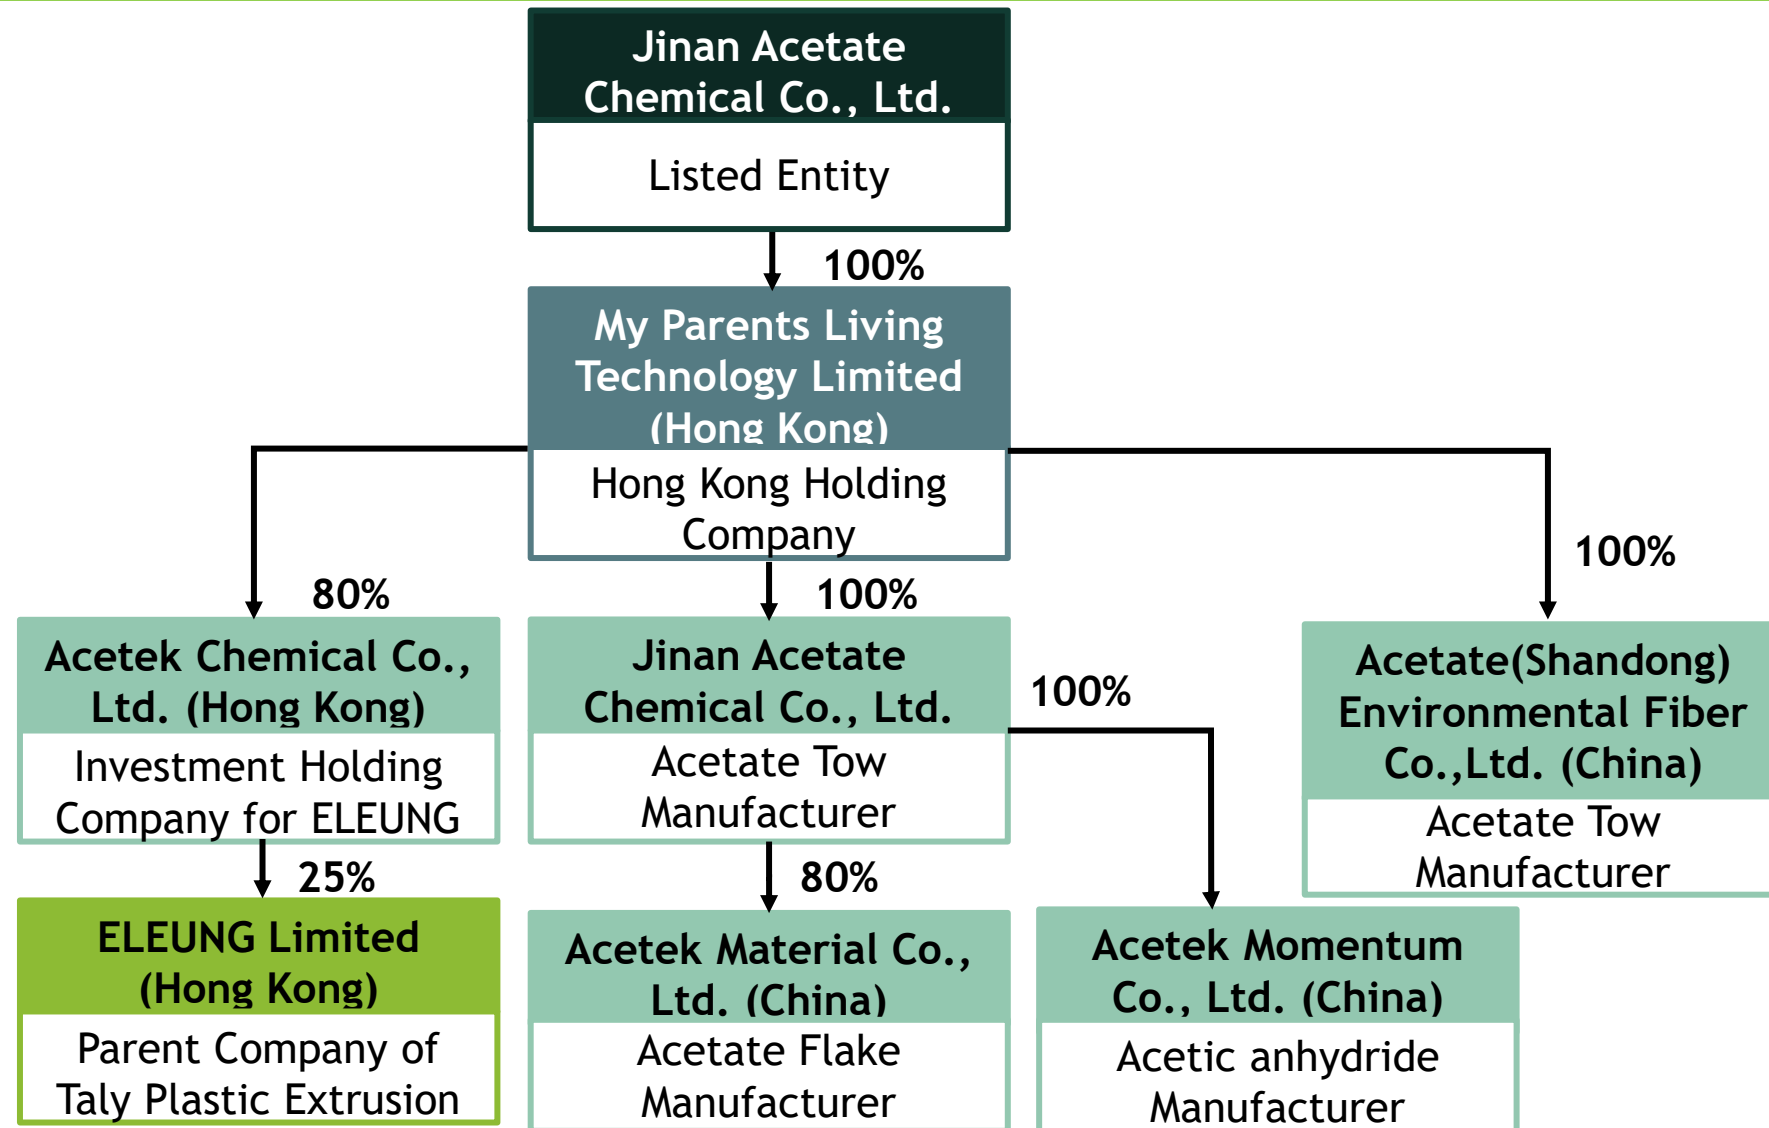 Jinan Acetate
Chemical Co., Ltd.
Listed Entity
100%
My Parents Living
Technology Limited
(Hong Kong)
Hong Kong Holding
Company
80%
100%
100%
Acetek Chemical Co.,
Ltd. (Hong Kong)
Investment Holding
Company for ELEUNG
Jinan Acetate
Chemical Co., Ltd.
Acetate Tow
Manufacturer
100%
Acetate(Shandong)
Environmental Fiber
Co.,Ltd. (China)
Acetate Tow
Manufacturer
25%
80%
ELEUNG Limited
(Hong Kong)
Parent Company of
Taly Plastic Extrusion
Acetek Material Co.,
Ltd. (China)
Acetate Flake
Manufacturer
Acetek Momentum
Co., Ltd. (China)
Acetic anhydride
Manufacturer